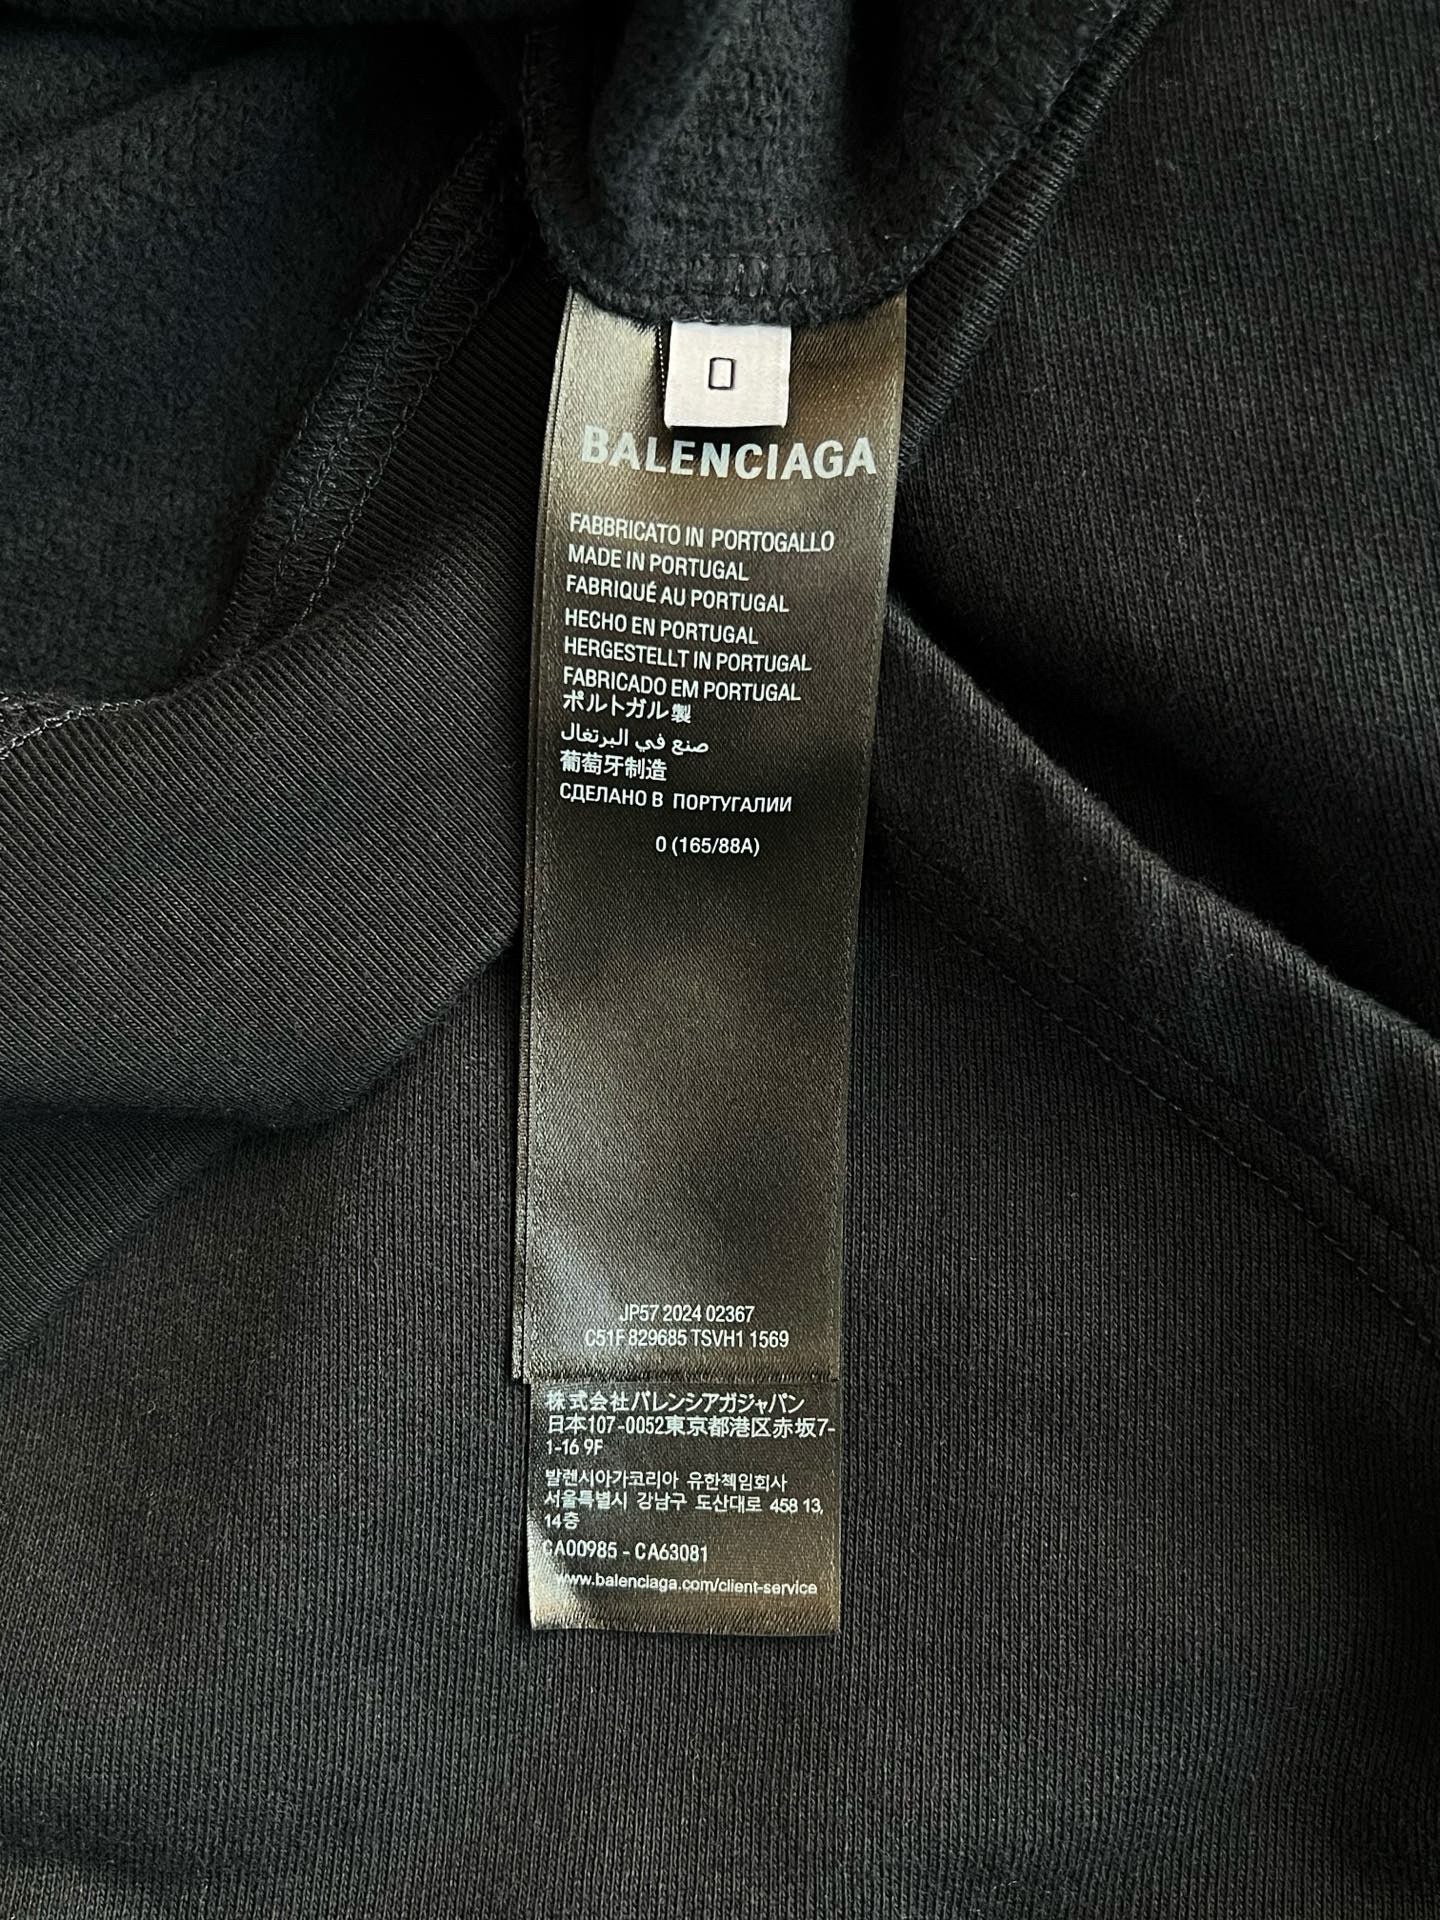 0
BALENCIAGA
FABBRICATO IN PORTOGALLO
MADE IN PORTUGAL
FABRIQUÉ AU PORTUGAL
HECHO EN PORTUGAL
HERGESTELLT IN PORTUGAL
FABRICADO EM PORTUGAL
ポルトガル製
صنع في البرتغال
葡萄牙制造
СДЕЛАНО В ПОРТУГАЛИИ
0 (165/88A)
JP57 2024 02367
C51F 829685 TSVH1 1569
株式会社バレンシアガジャパン
日本107-0052東京都港区赤坂7-
1-16 9F
발렌시아가코리아 유한책임회사
서울특별시 강남구 도산대로 458 13,
14층
CA00985 - CA63081
www.balenciaga.com/client-service